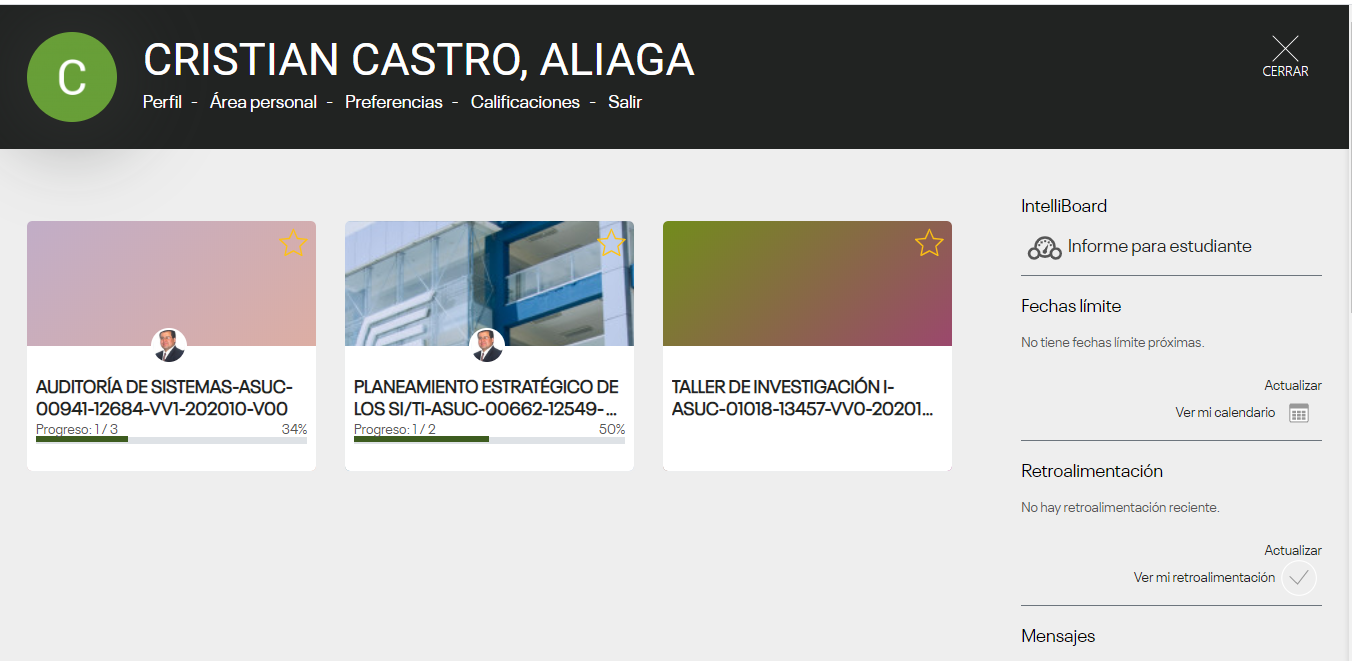 C
CRISTIAN CASTRO, ALIAGA
Perfil - Área personal - Preferencias - Calificaciones - Salir
CERRAR
AUDITORÍA DE SISTEMAS-ASUC-
00941-12684-VV1-202010-V00
Progreso: 1 / 3 34%
PLANEAMIENTO ESTRATÉGICO DE
LOS SI/TI-ASUC-00662-12549-...
Progreso: 1 / 2 50%
TALLER DE INVESTIGACIÓN I-
ASUC-01018-13457-VV0-20201...
IntelliBoard
Informe para estudiante
Fechas límite
No tiene fechas límite próximas.
Actualizar
Ver mi calendario
Retroalimentación
No hay retroalimentación reciente.
Actualizar
Ver mi retroalimentación
Mensajes